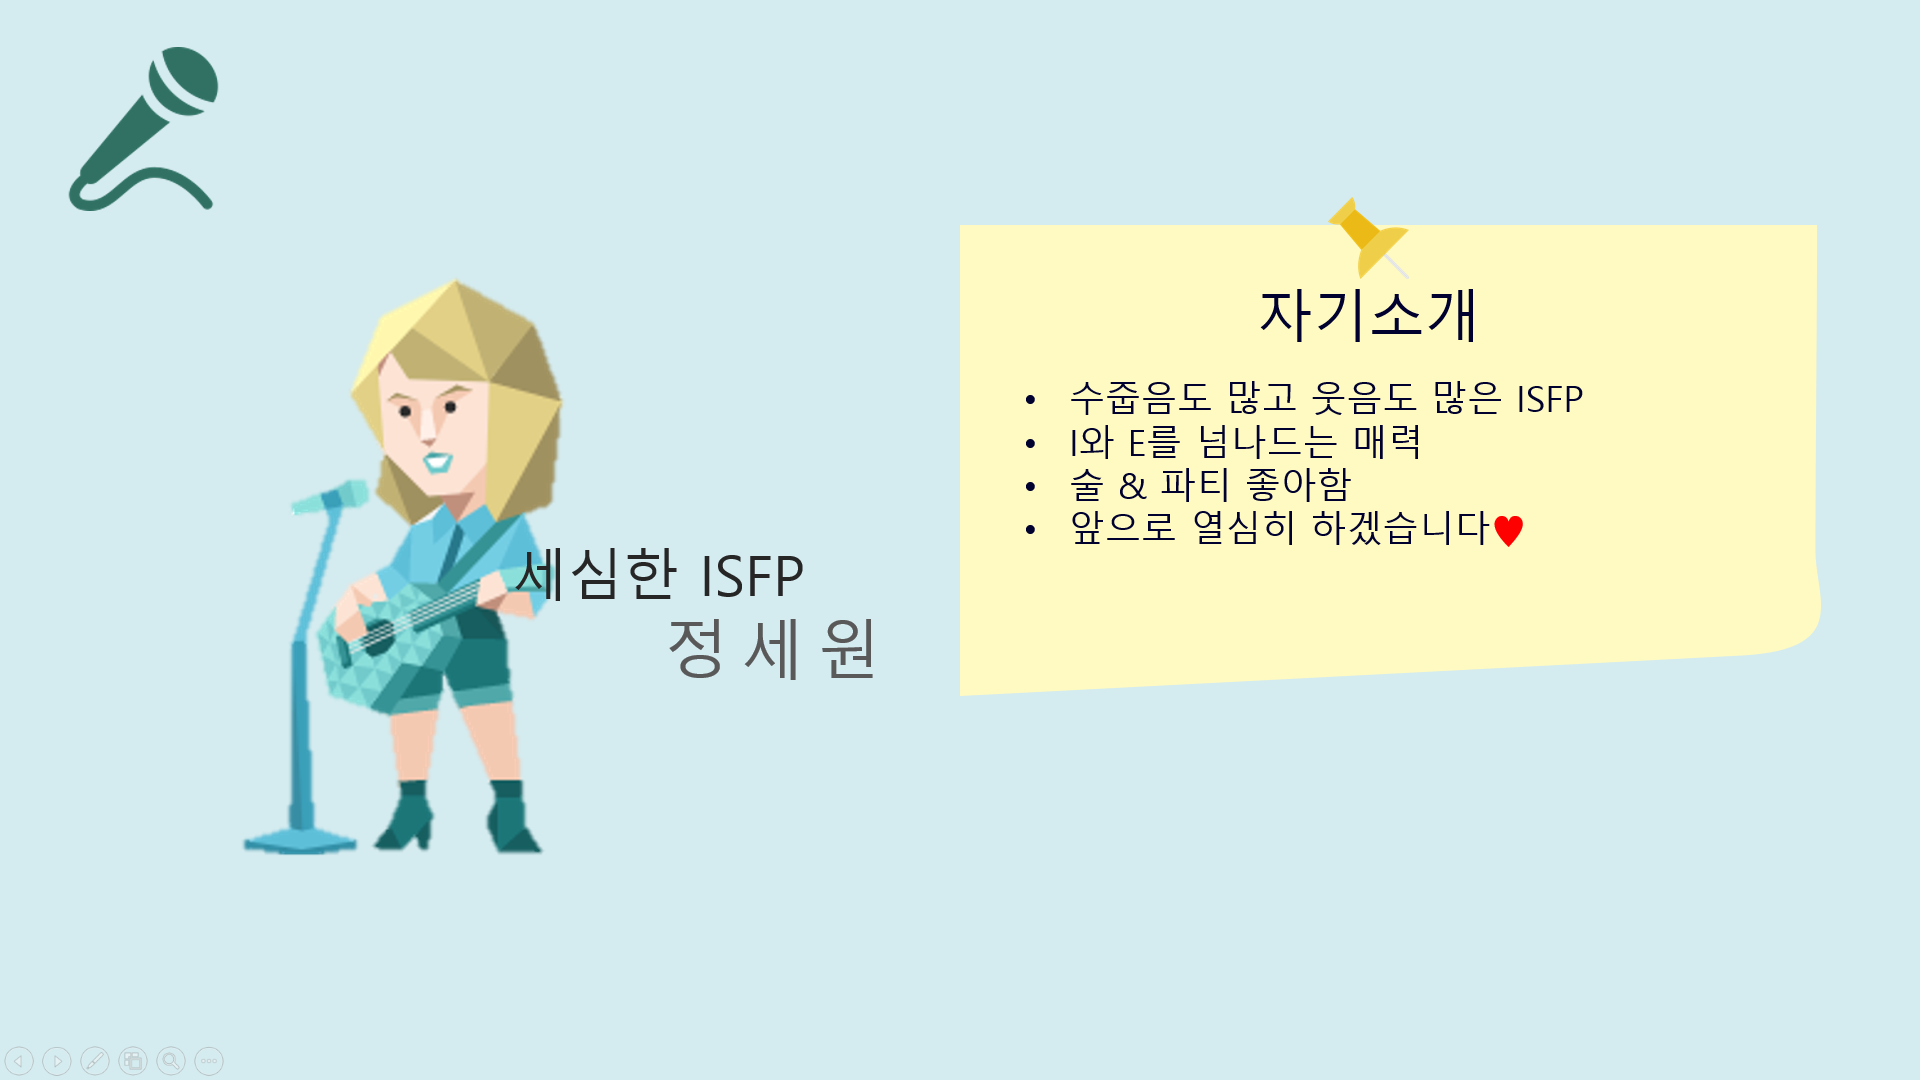 세심한 ISFP
정 세 원
자기소개
• 수줍음도 많고 웃음도 많은 ISFP
• I와 E를 넘나드는 매력
• 술 & 파티 좋아함
• 앞으로 열심히 하겠습니다♥